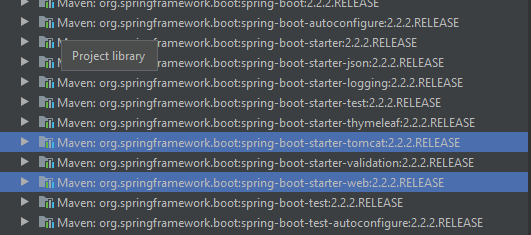 Maven: org.springframework.boot:spring-boot:2.2.2.RELEASE
Maven: org.springframework.boot:spring-boot-autoconfigure:2.2.2.RELEASE
Maven: org.springframework.boot:spring-boot-starter:2.2.2.RELEASE
Maven: org.springframework.boot:spring-boot-starter-json:2.2.2.RELEASE
Project library
Maven: org.springframework.boot:spring-boot-starter-logging:2.2.2.RELEASE
Maven: org.springframework.boot:spring-boot-starter-test:2.2.2.RELEASE
Maven: org.springframework.boot:spring-boot-starter-thymeleaf:2.2.2.RELEASE
Maven: org.springframework.boot:spring-boot-starter-tomcat:2.2.2.RELEASE
Maven: org.springframework.boot:spring-boot-starter-validation:2.2.2.RELEASE
Maven: org.springframework.boot:spring-boot-starter-web:2.2.2.RELEASE
Maven: org.springframework.boot:spring-boot-test:2.2.2.RELEASE
Maven: org.springframework.boot:spring-boot-test-autoconfigure:2.2.2.RELEASE